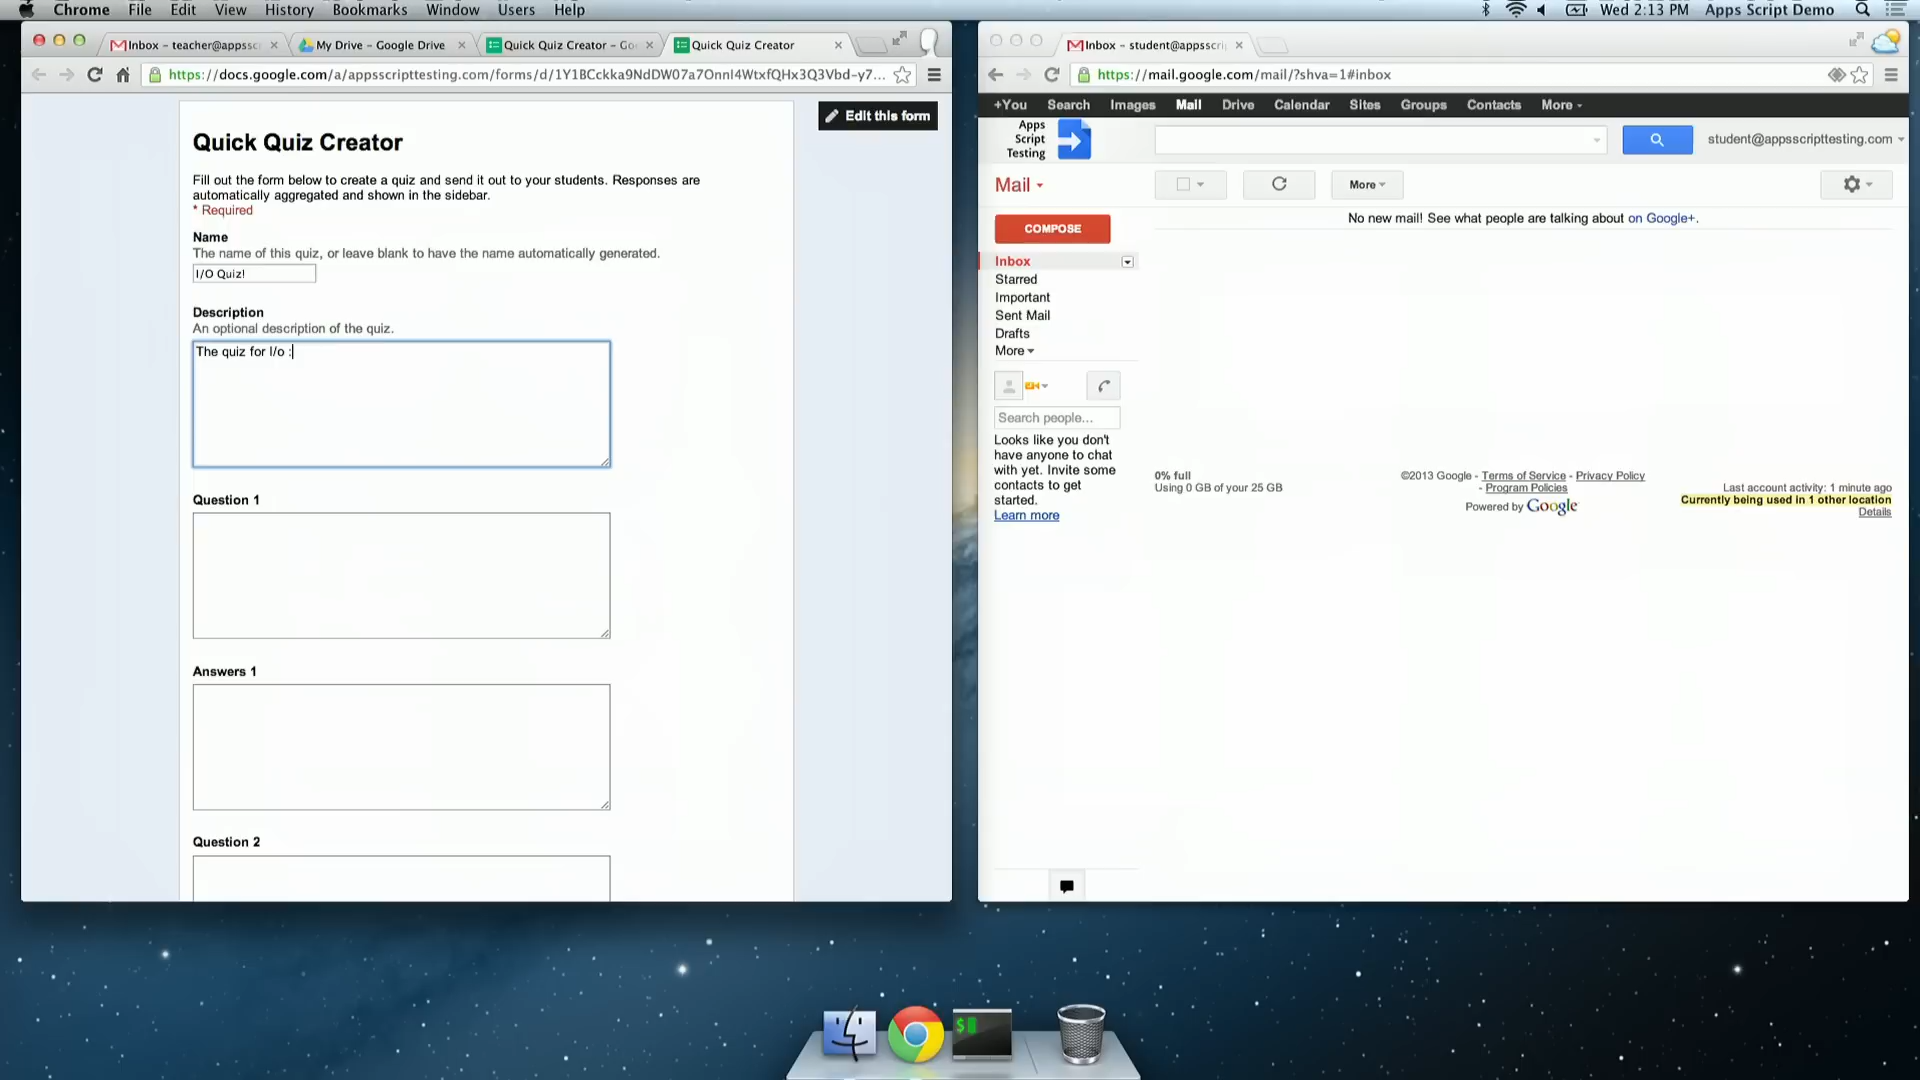 Chrome File Edit View History Bookmarks Window Users Help
Wed 2:13 PM Apps Script Demo
Inbox – teacher@appssc
My Drive – Google Drive
Quick Quiz Creator – Go
Quick Quiz Creator
https://docs.google.com/a/appsscripttesting.com/forms/d/1Y1BCckka9NdDW07a7Onnl4WtxfQHx3Q3Vbd-y7...
Edit this form
Quick Quiz Creator
Fill out the form below to create a quiz and send it out to your students. Responses are
automatically aggregated and shown in the sidebar.
* Required
Name
The name of this quiz, or leave blank to have the name automatically generated.
I/O Quiz!
Description
An optional description of the quiz.
The quiz for I/o :
Question 1
Answers 1
Question 2
Inbox – student@appsscri
https://mail.google.com/mail/?shva=1#inbox
+You Search Images Mail Drive Calendar Sites Groups Contacts More
Apps
Script
Testing
student@appsscripttesting.com
Mail
More
No new mail! See what people are talking about on Google+.
COMPOSE
Inbox
Starred
Important
Sent Mail
Drafts
More
Search people...
Looks like you don't
have anyone to chat
with yet. Invite some
contacts to get
started.
Learn more
0% full
Using 0 GB of your 25 GB
©2013 Google - Terms of Service - Privacy Policy
- Program Policies
Powered by Google
Last account activity: 1 minute ago
Currently being used in 1 other location
Details
$